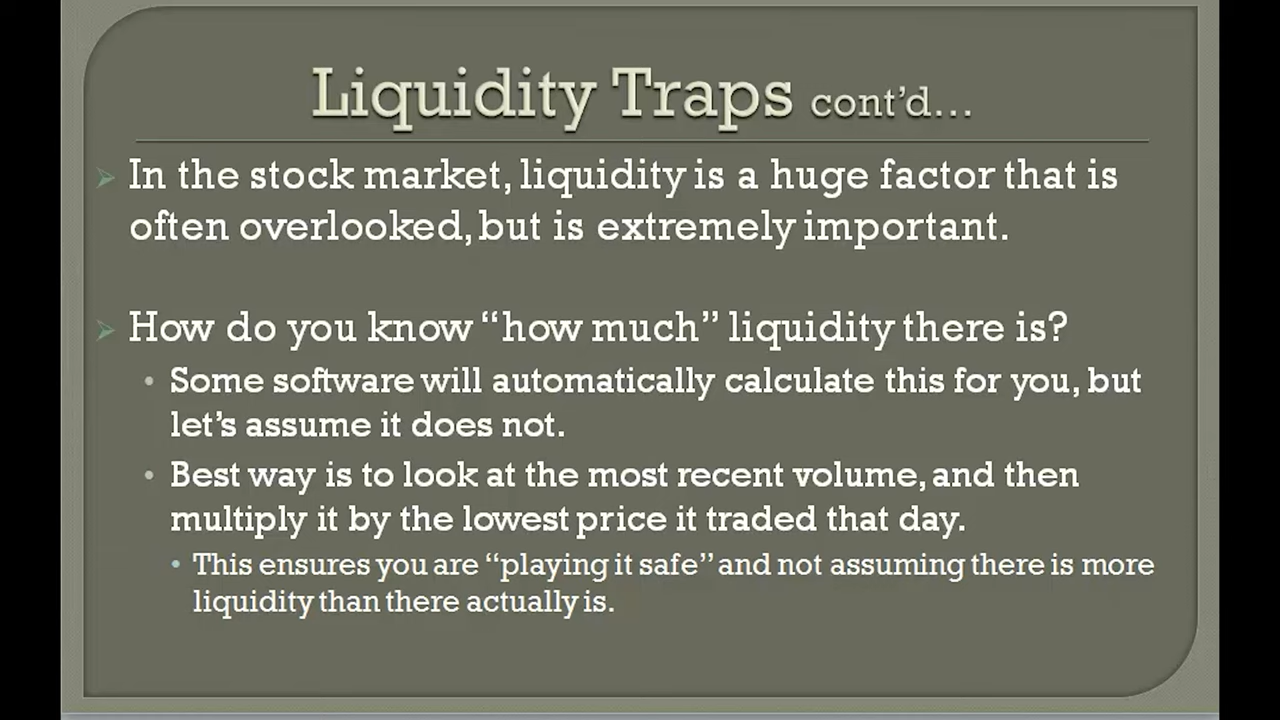 Liquidity Traps cont’d...
In the stock market, liquidity is a huge factor that is
often overlooked, but is extremely important.
How do you know “how much” liquidity there is?
Some software will automatically calculate this for you, but
let’s assume it does not.
Best way is to look at the most recent volume, and then
multiply it by the lowest price it traded that day.
This ensures you are “playing it safe” and not assuming there is more
liquidity than there actually is.